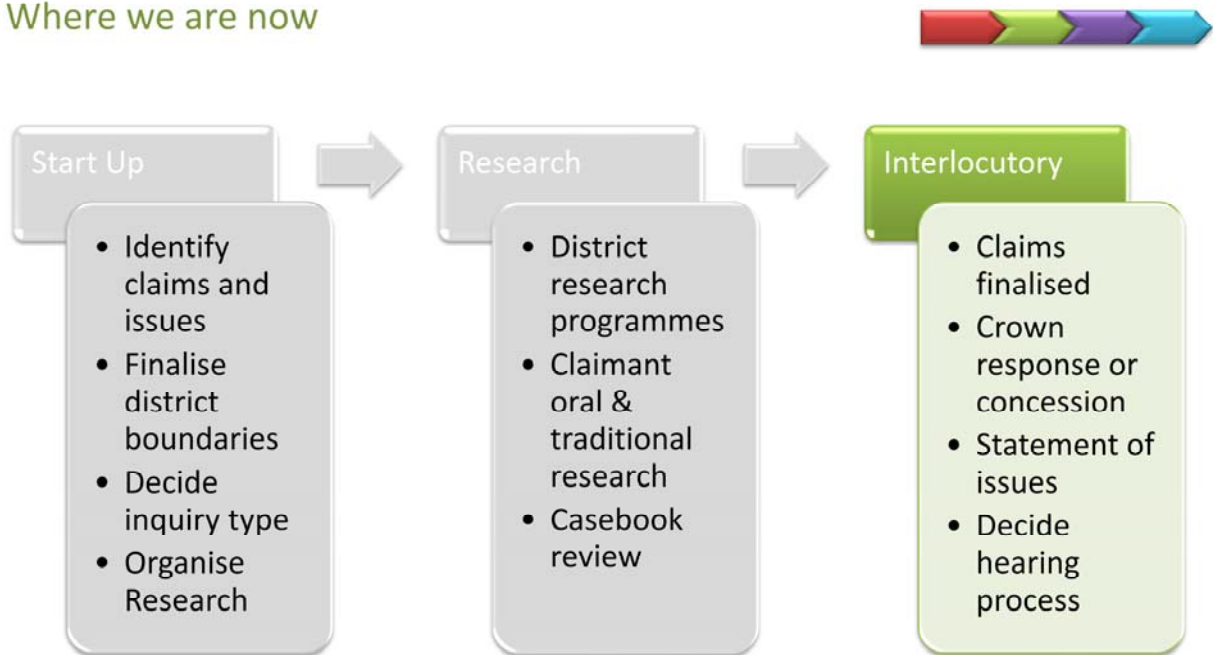 Where we are now
Start Up
• Identify
claims and
issues
• Finalise
district
boundaries
• Decide
inquiry type
• Organise
Research
Research
• District
research
programmes
• Claimant
oral &
traditional
research
• Casebook
review
Interlocutory
• Claims
finalised
• Crown
response or
concession
• Statement of
issues
• Decide
hearing
process